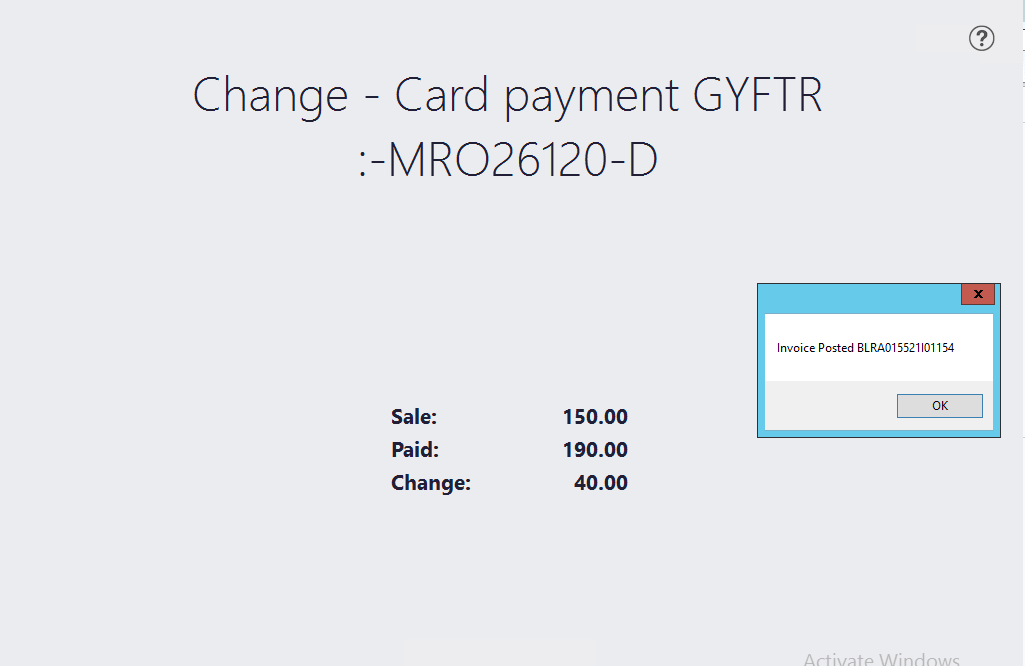 ?
Change - Card payment GYFTR
:-MRO26120-D
x
Invoice Posted BLRA015521I01154
OK
Sale: 150.00
Paid: 190.00
Change: 40.00
Activate Windows